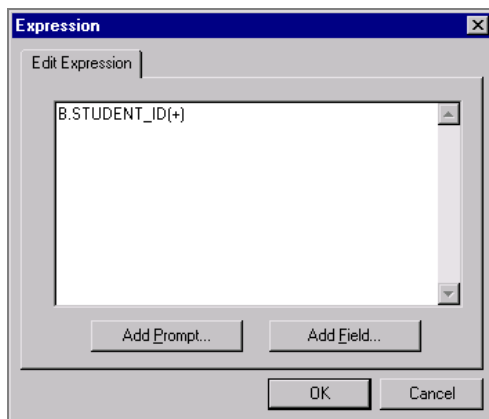 Expression
Edit Expression
B.STUDENT_ID(+)
Add Prompt...
Add Field...
OK
Cancel